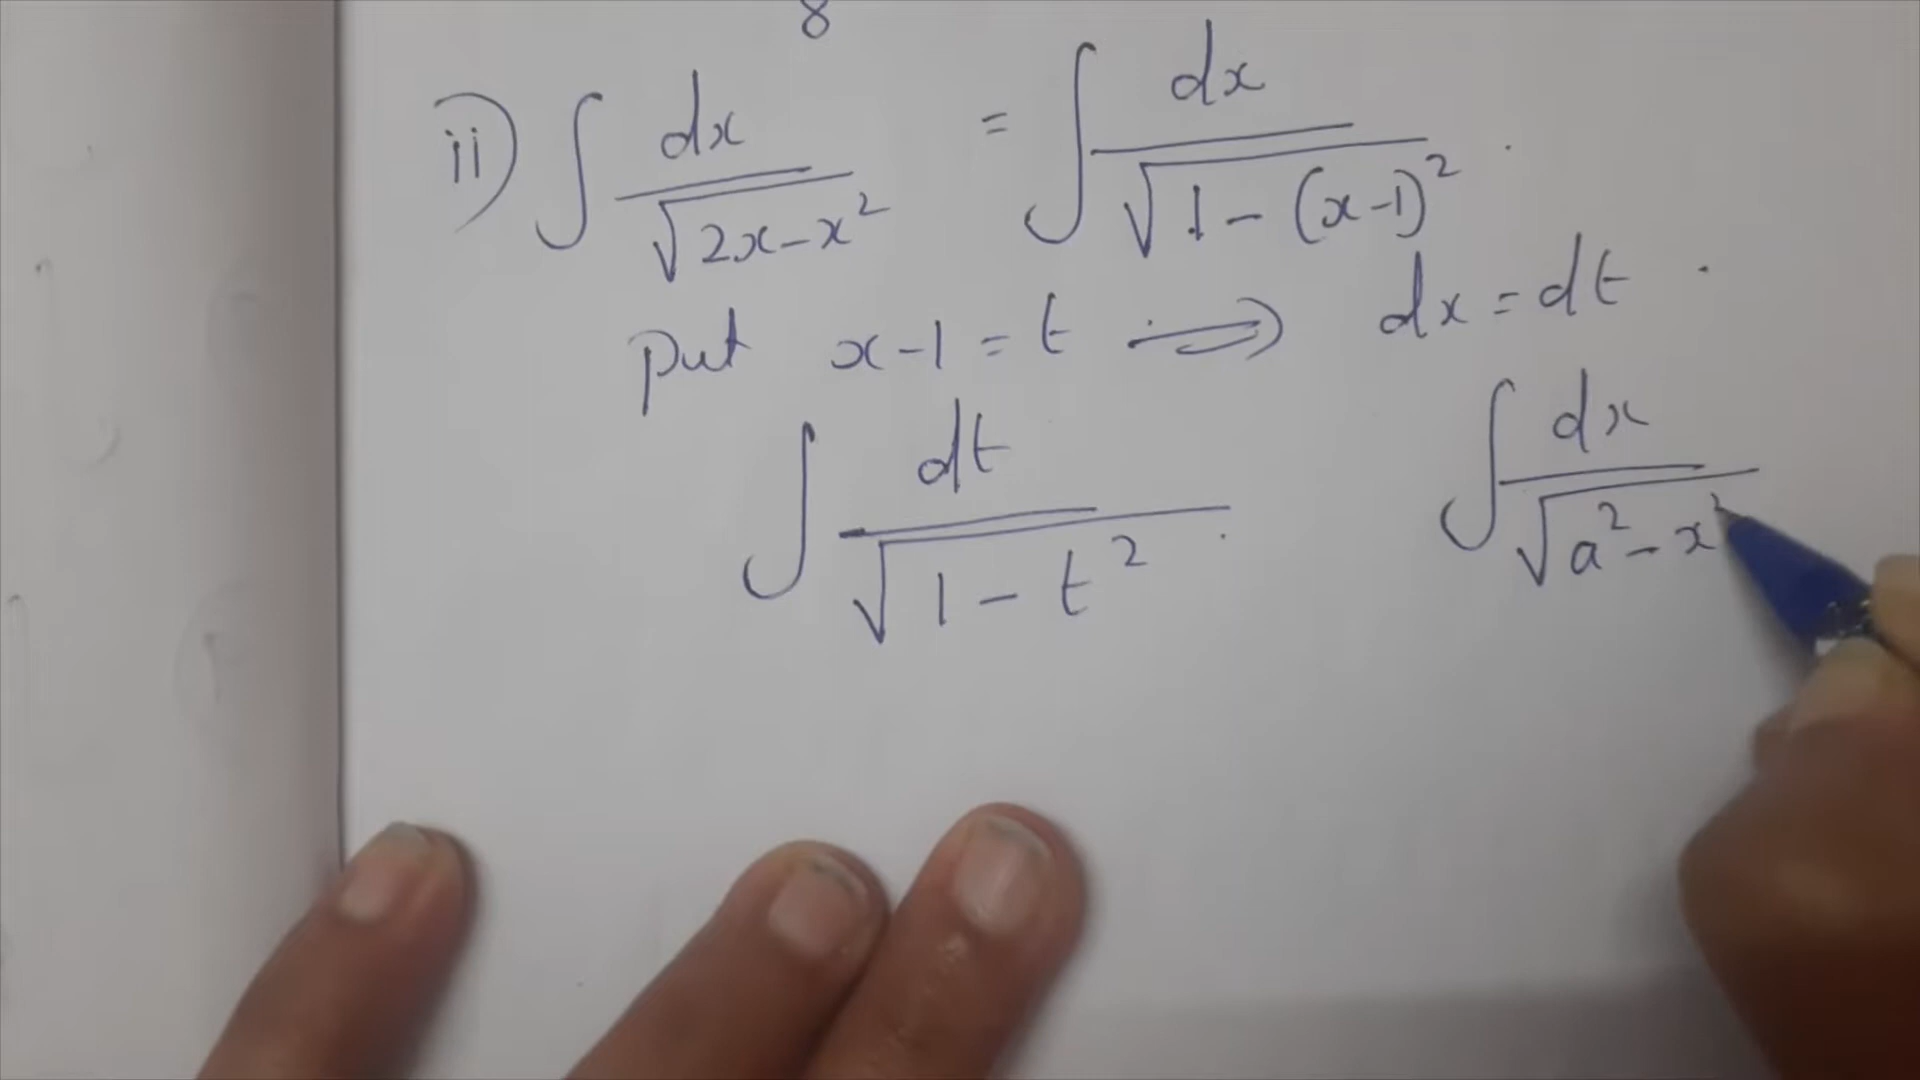 8
ii) ∫ dx / √(2x-x²) = ∫ dx / √(1-(x-1)²).
put x-1 = t ⟹ dx = dt.
∫ dt / √(1-t²). ∫ dx / √(a²-x²)